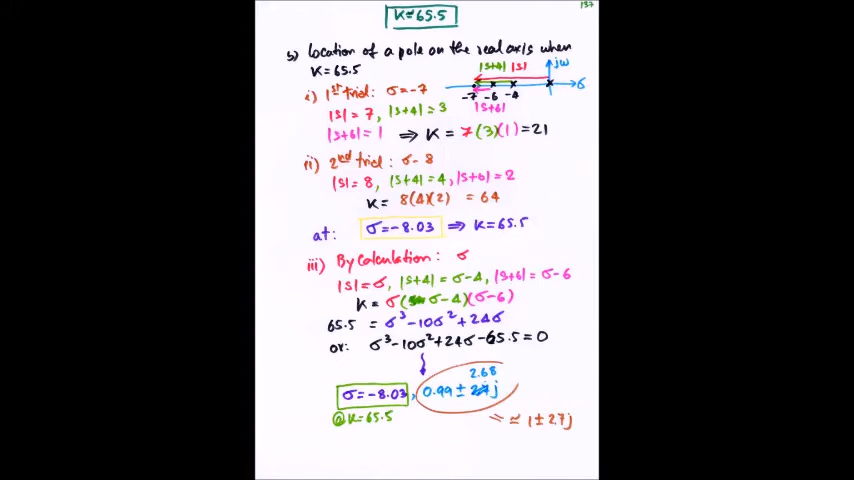 137
K≈65.5
5) Location of a pole on the real axis when
K=65.5
|s+4| |s| jω
σ
-7 -6 -4
|s+6|
i) 1st trial: σ=-7
|s|=7, |s+4|=3
|s+6|=1 ⇒ K = 7(3)(1)=21
ii) 2nd trial: σ-8
|s|=8, |s+4|=4, |s+6|=2
K= 8(4)(2) = 64
at: σ=-8.03 ⇒ K=65.5
iii) By Calculation: σ
|s|=σ, |s+4|=σ-4, |s+6|=σ-6
K=σ(σ-4)(σ-6)
65.5 = σ³-10σ²+24σ
or: σ³-10σ²+24σ-65.5=0
2.68
σ=-8.03, 0.99± j
@K=65.5
≈ 1±2.7j